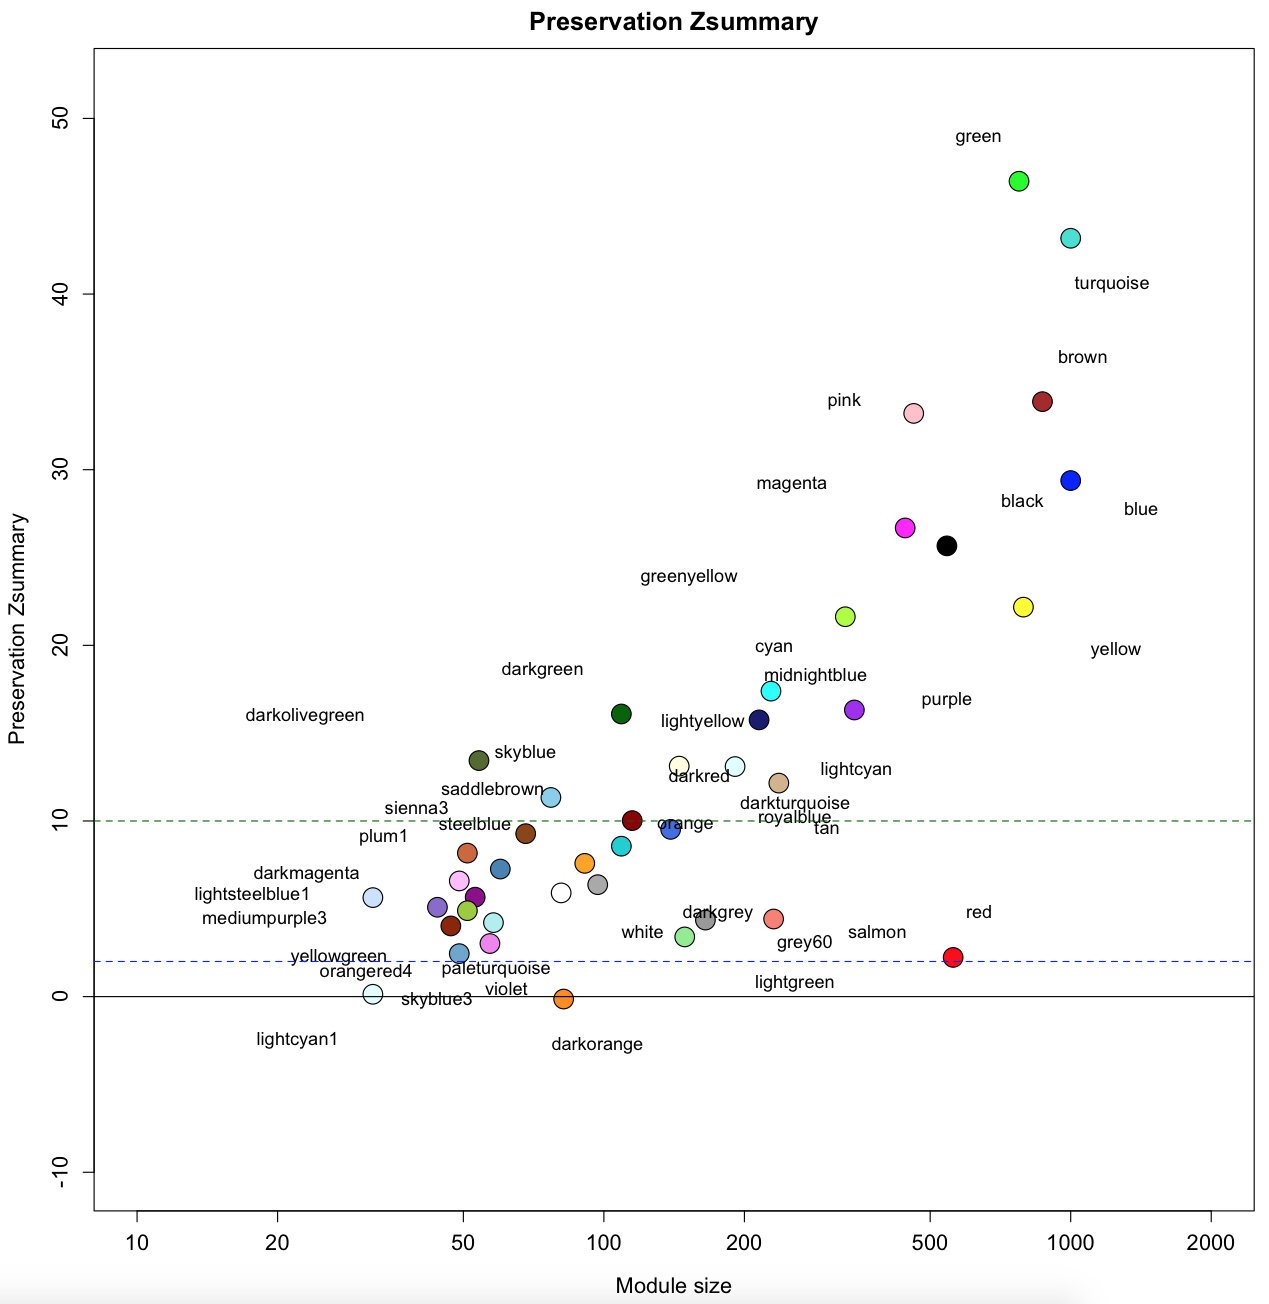 Preservation Zsummary
Preservation Zsummary
50
40
30
20
10
0
-10
green
turquoise
brown
pink
magenta
black
blue
greenyellow
cyan
yellow
darkgreen
midnightblue
purple
darkolivegreen
lightyellow
skyblue
lightcyan
darkred
saddlebrown
darkturquoise
sienna3
royalblue
steelblue
orange
tan
plum1
darkmagenta
lightsteelblue1
mediumpurple3
darkgrey
red
white
grey60
salmon
yellowgreen
orangered4
paleturquoise
lightgreen
violet
skyblue3
lightcyan1
darkorange
10
20
50
100
200
500
1000
2000
Module size